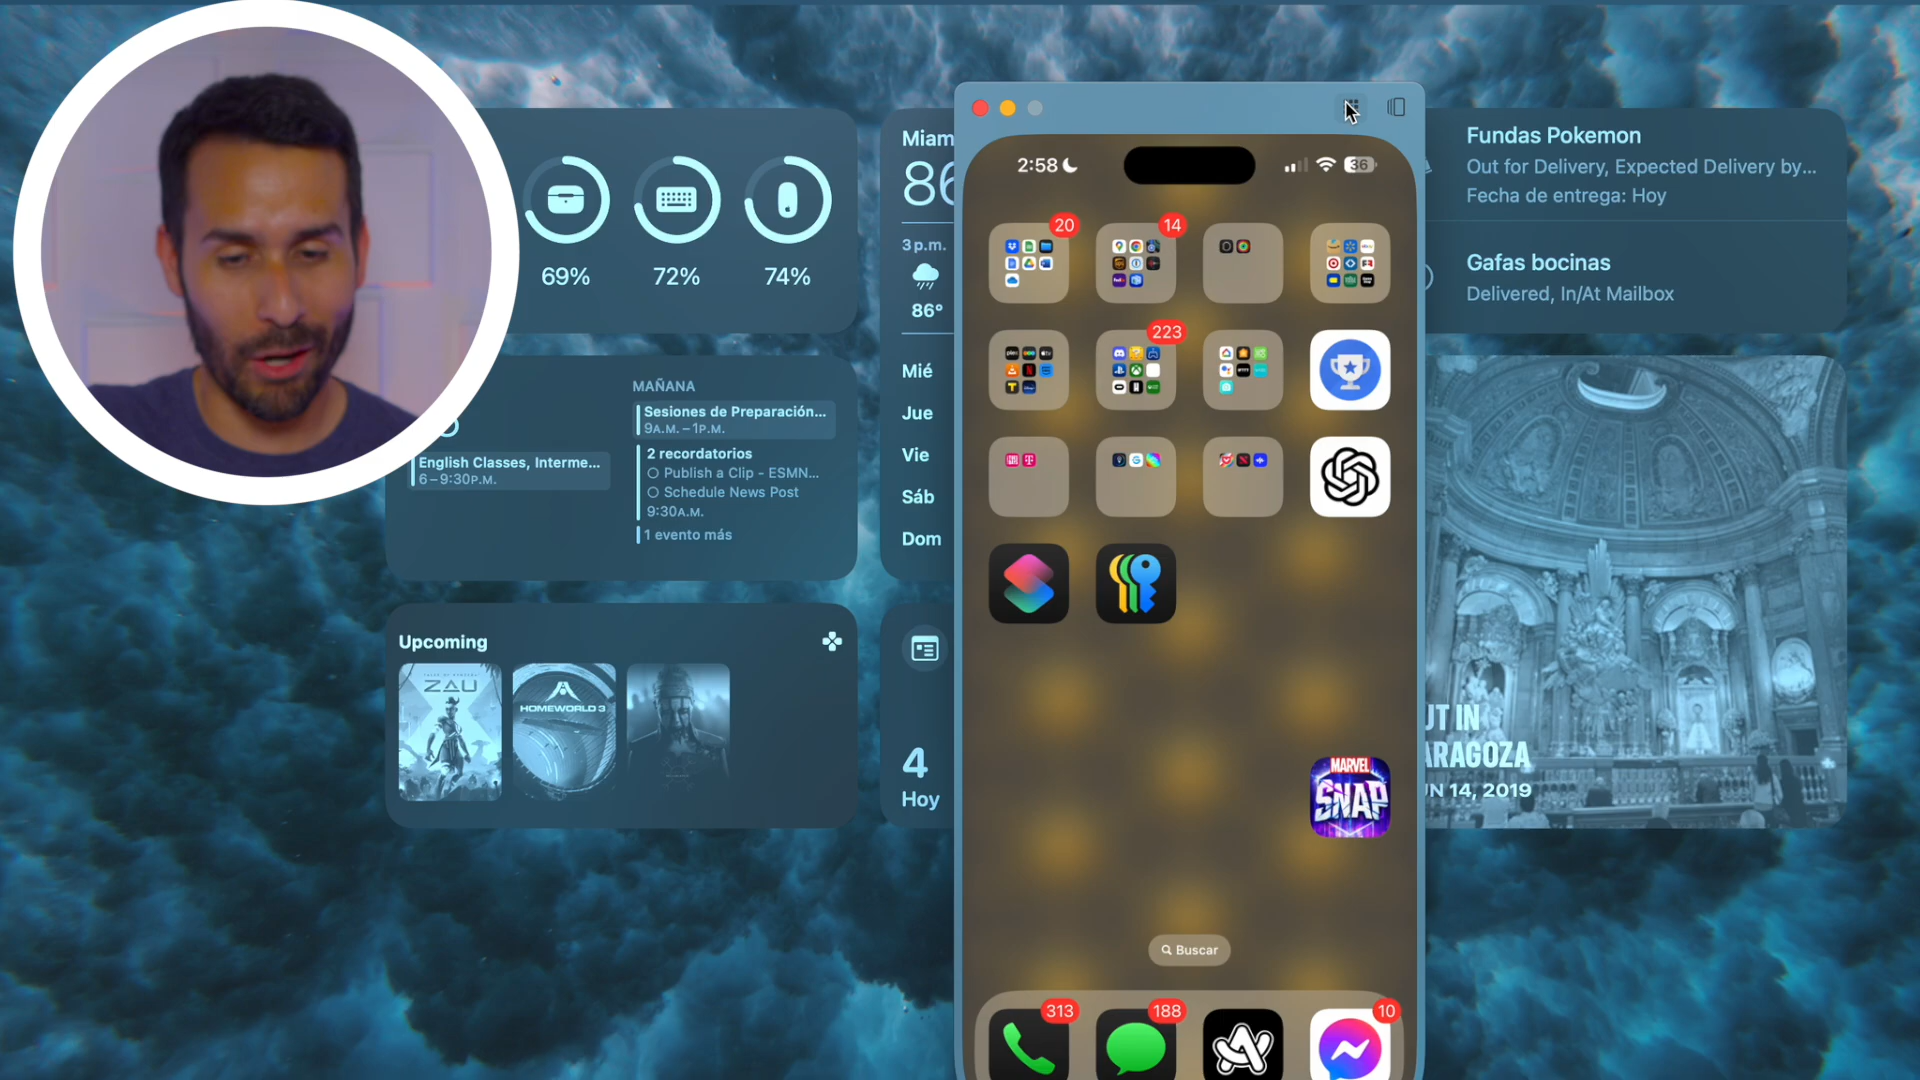 69%
72%
74%
MAÑANA
Sesiones de Preparación...
9A.M.–1P.M.
2 recordatorios
Publish a Clip - ESMN...
Schedule News Post
9:30A.M.
1 evento más
English Classes, Interme...
6–9:30P.M.
Upcoming
ZAU
HOMEWORLD 3
Miam
86
3 p.m.
86°
Mié
Jue
Vie
Sáb
Dom
4
Hoy
2:58
36
20
14
223
MARVEL
SNAP
Buscar
313
188
10
Fundas Pokemon
Out for Delivery, Expected Delivery by...
Fecha de entrega: Hoy
Gafas bocinas
Delivered, In/At Mailbox
UT IN
ARAGOZA
UN 14, 2019